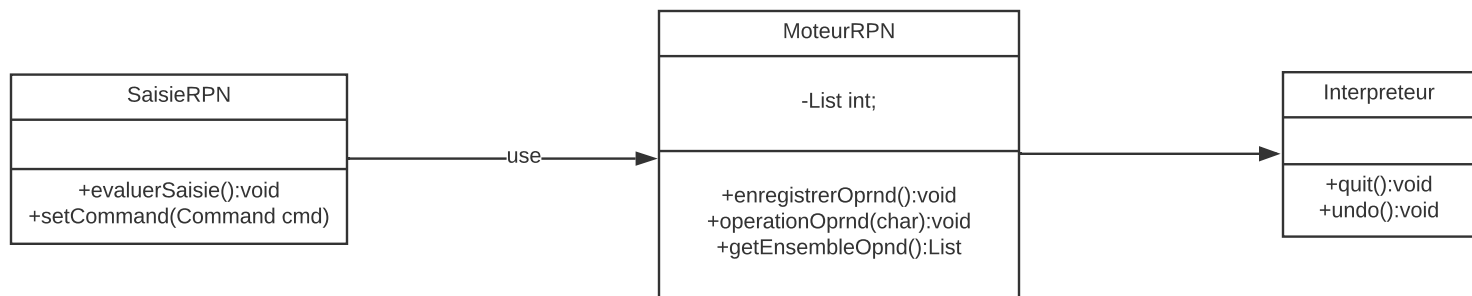 SaisieRPN
+evaluerSaisie():void
+setCommand(Command cmd)
use
MoteurRPN
-List int;
+enregistrerOprnd():void
+operationOprnd(char):void
+getEnsembleOpnd():List
Interpreteur
+quit():void
+undo():void